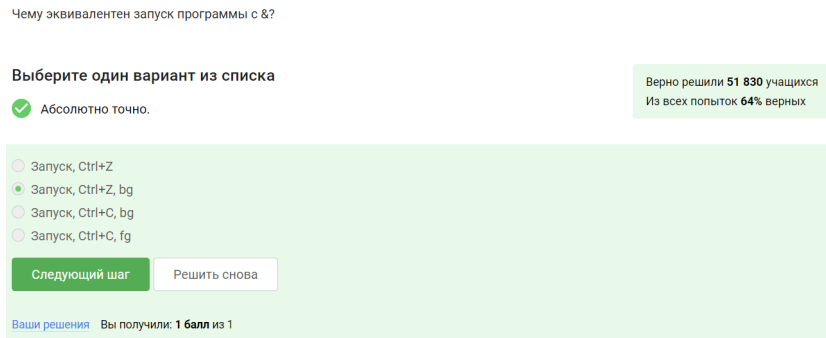 Чему эквивалентен запуск программы с &?
Выберите один вариант из списка
Верно решили 51 830 учащихся
Из всех попыток 64% верных
Абсолютно точно.
Запуск, Ctrl+Z
Запуск, Ctrl+Z, bg
Запуск, Ctrl+C, bg
Запуск, Ctrl+C, fg
Следующий шаг
Решить снова
Ваши решения Вы получили: 1 балл из 1